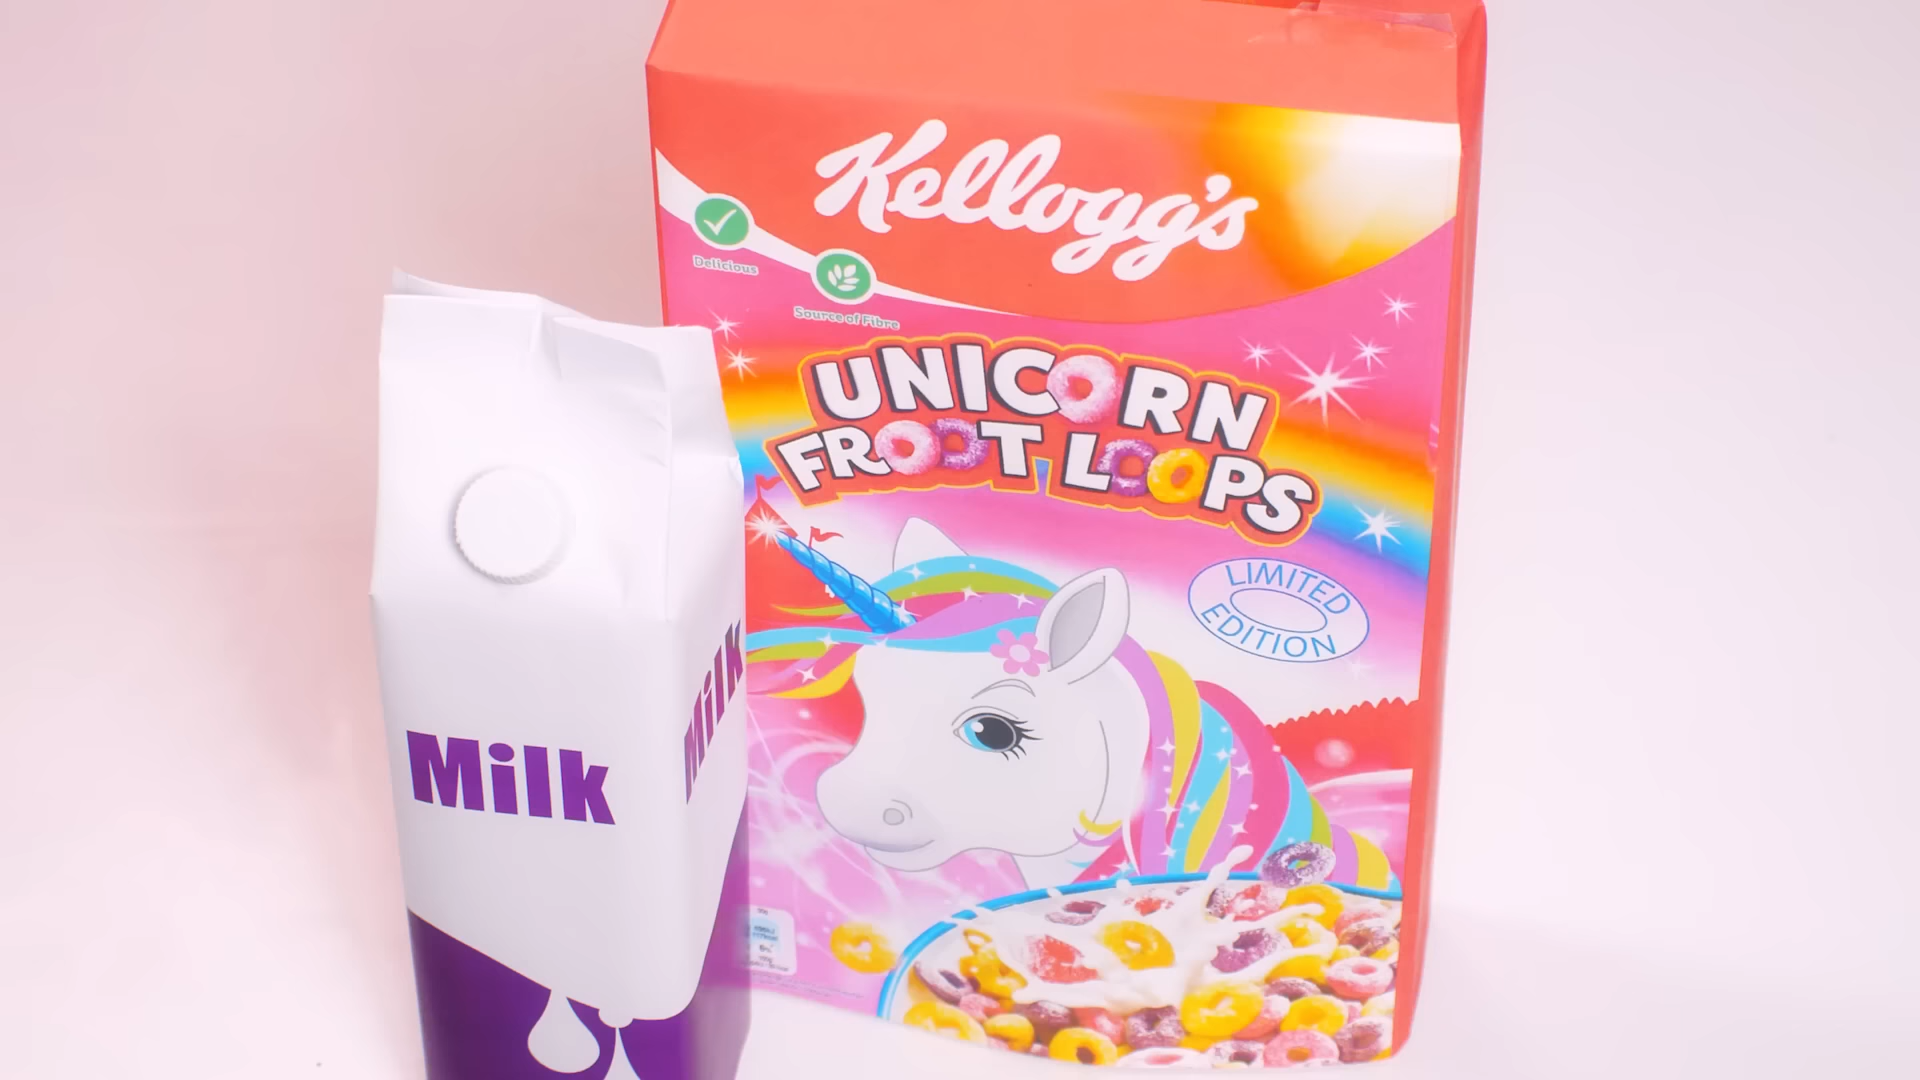 Kellogg's
Delicious
Source of Fibre
UNICORN
FROOT LOOPS
LIMITED
EDITION
Milk
Milk